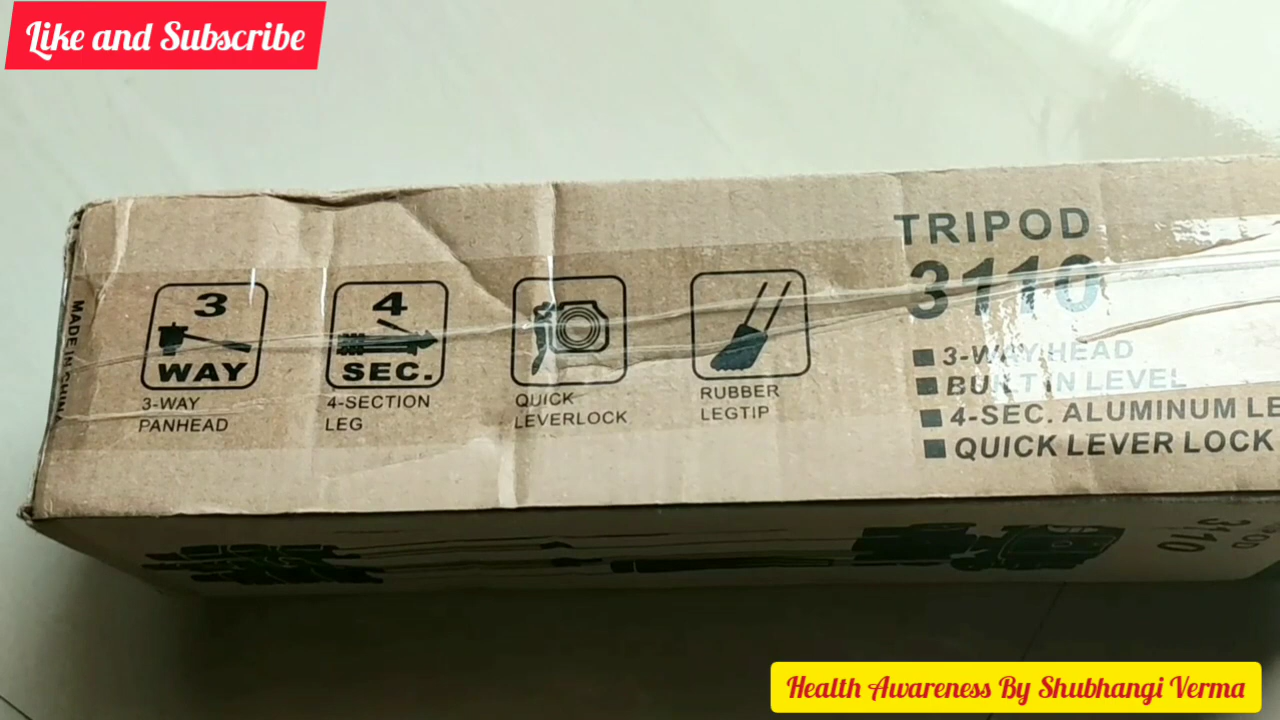 Like and Subscribe
MADE IN CHINA
3
WAY
3-WAY
PANHEAD
4
SEC.
4-SECTION
LEG
QUICK
LEVERLOCK
RUBBER
LEGTIP
TRIPOD
3110
■ 3-WAY HEAD
■ BUILT IN LEVEL
■ 4-SEC. ALUMINUM LE
■ QUICK LEVER LOCK
3110
Health Awareness By Shubhangi Verma